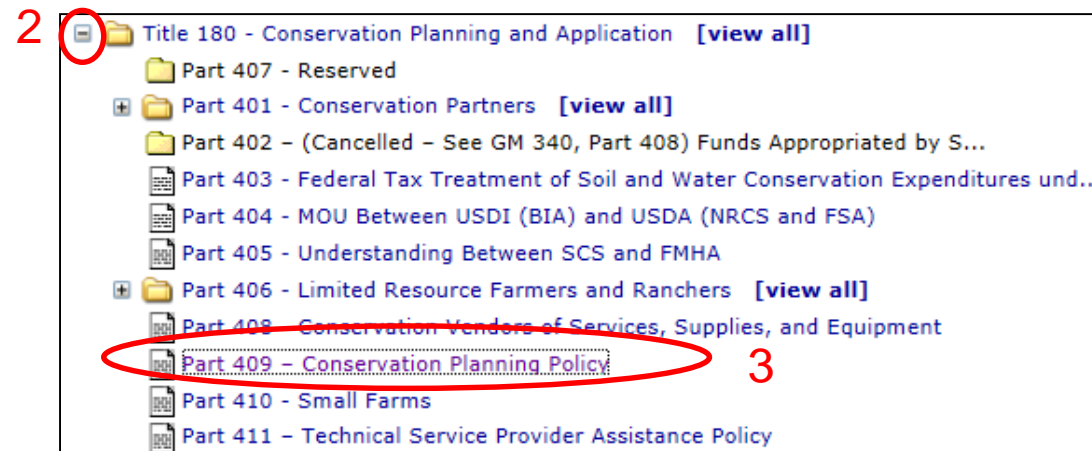 2
Title 180 - Conservation Planning and Application [view all]
Part 407 - Reserved
Part 401 - Conservation Partners [view all]
Part 402 – (Cancelled – See GM 340, Part 408) Funds Appropriated by S...
Part 403 - Federal Tax Treatment of Soil and Water Conservation Expenditures und..
Part 404 - MOU Between USDI (BIA) and USDA (NRCS and FSA)
Part 405 - Understanding Between SCS and FMHA
Part 406 - Limited Resource Farmers and Ranchers [view all]
Part 408 - Conservation Vendors of Services, Supplies, and Equipment
Part 409 – Conservation Planning Policy 3
Part 410 - Small Farms
Part 411 – Technical Service Provider Assistance Policy